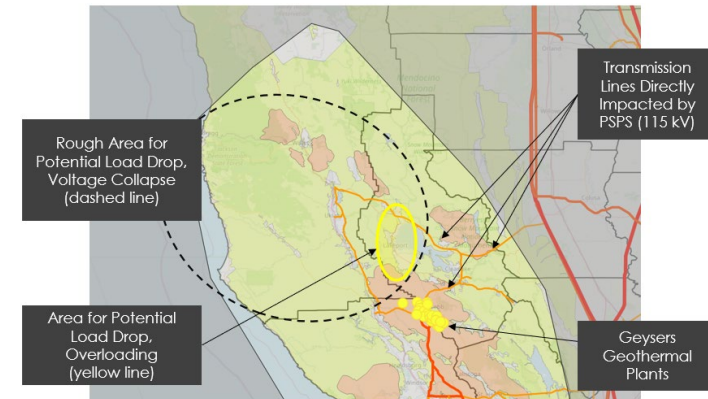 Transmission
Lines Directly
Impacted by
PSPS (115 kV)
Rough Area for
Potential Load Drop,
Voltage Collapse
(dashed line)
Area for Potential
Load Drop,
Overloading
(yellow line)
Geysers
Geothermal
Plants